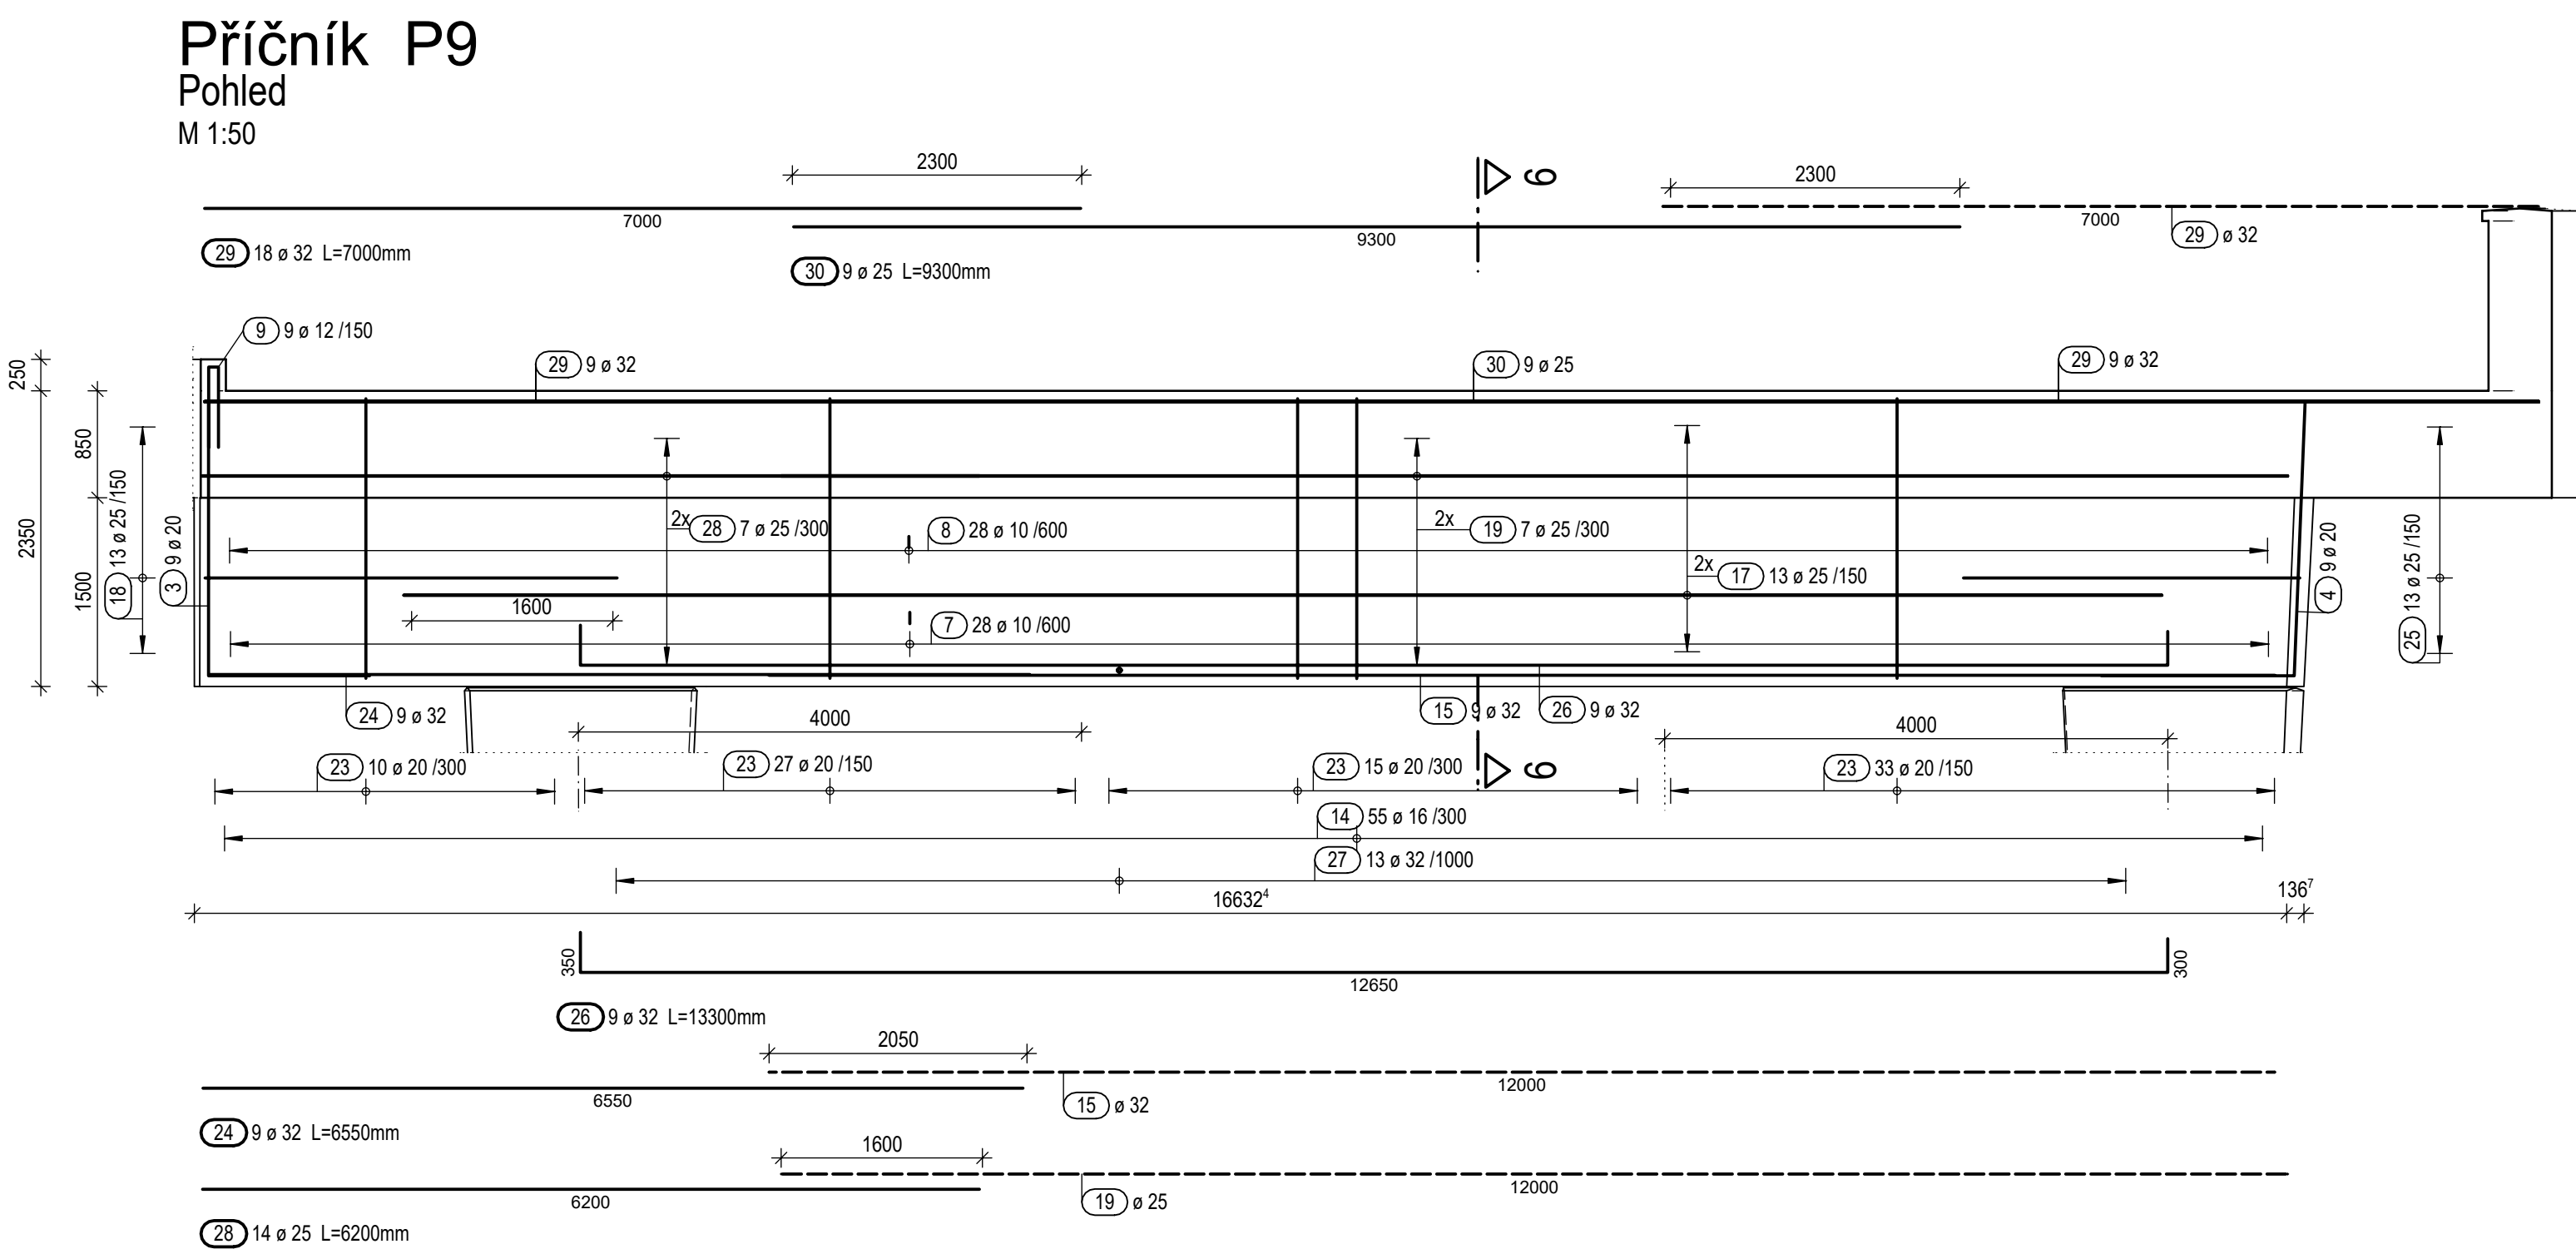 Příčník P9
Pohled
M 1:50
2300
2300
6
7000
7000
9300
29 18 ø 32 L=7000mm
29 ø 32
30 9 ø 25 L=9300mm
9 9 ø 12 /150
29 9 ø 32
30 9 ø 25
29 9 ø 32
250
850
2350
1500
18 13 ø 25 /150
3 9 ø 20
2x 28 7 ø 25 /300
8 28 ø 10 /600
2x 19 7 ø 25 /300
2x 17 13 ø 25 /150
4 9 ø 20
25 13 ø 25 /150
1600
7 28 ø 10 /600
24 9 ø 32
4000
15 9 ø 32
26 9 ø 32
4000
23 10 ø 20 /300
23 27 ø 20 /150
23 15 ø 20 /300
6
23 33 ø 20 /150
14 55 ø 16 /300
27 13 ø 32 /1000
16632⁴
136⁷
350
12650
300
26 9 ø 32 L=13300mm
2050
6550
12000
15 ø 32
24 9 ø 32 L=6550mm
1600
6200
12000
19 ø 25
28 14 ø 25 L=6200mm